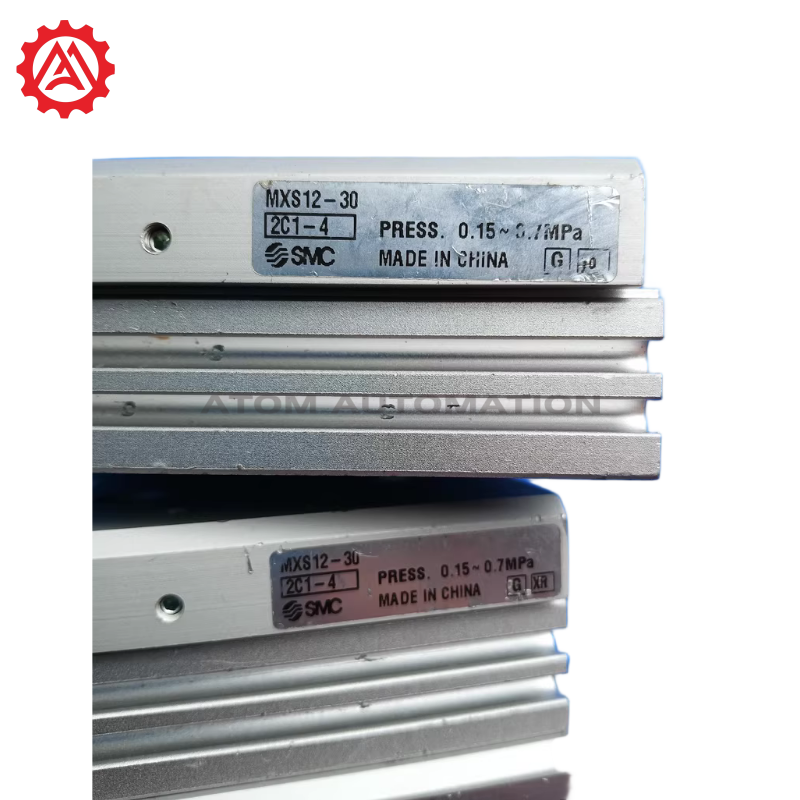 MXS12-30
2C1-4
PRESS. 0.15~0.7MPa
SMC
MADE IN CHINA
G
ATOM AUTOMATION
MXS12-30
2C1-4
PRESS. 0.15~0.7MPa
SMC
MADE IN CHINA
G XR